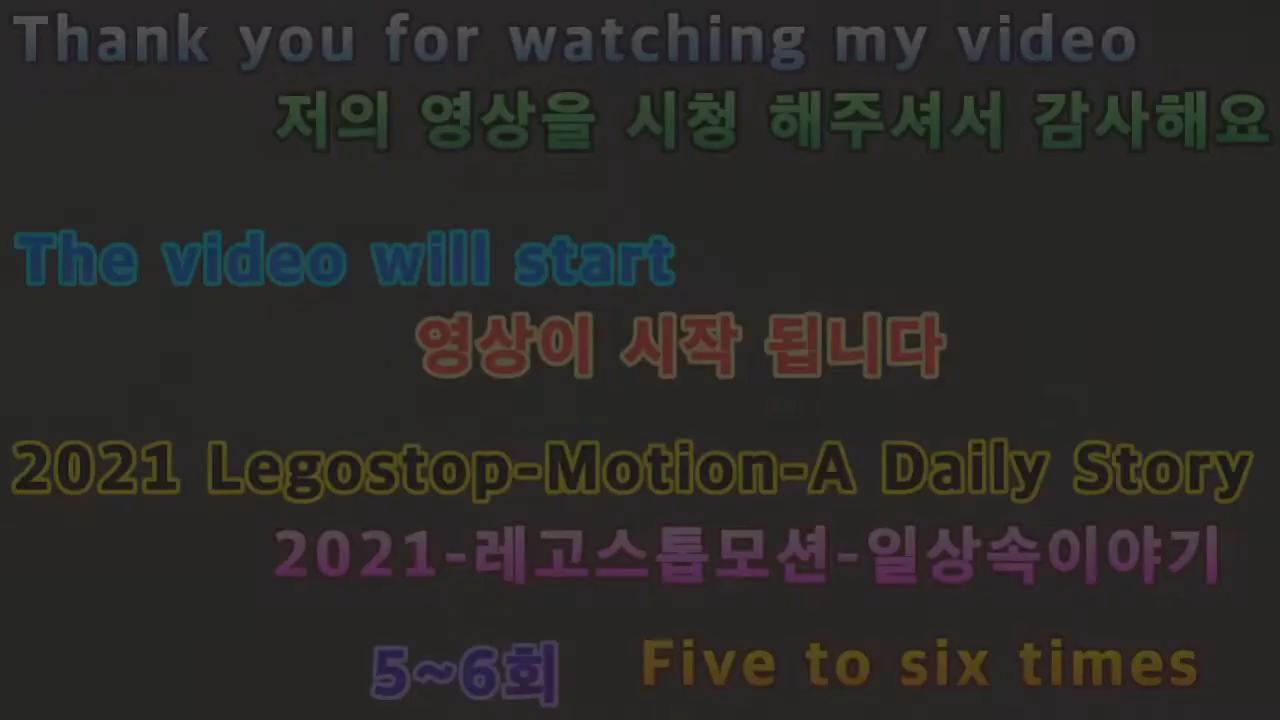 Thank you for watching my video
저의 영상을 시청 해주셔서 감사해요
The video will start
영상이 시작 됩니다
2021 Legostop-Motion-A Daily Story
2021-레고스톱모션-일상속이야기
5~6회 Five to six times